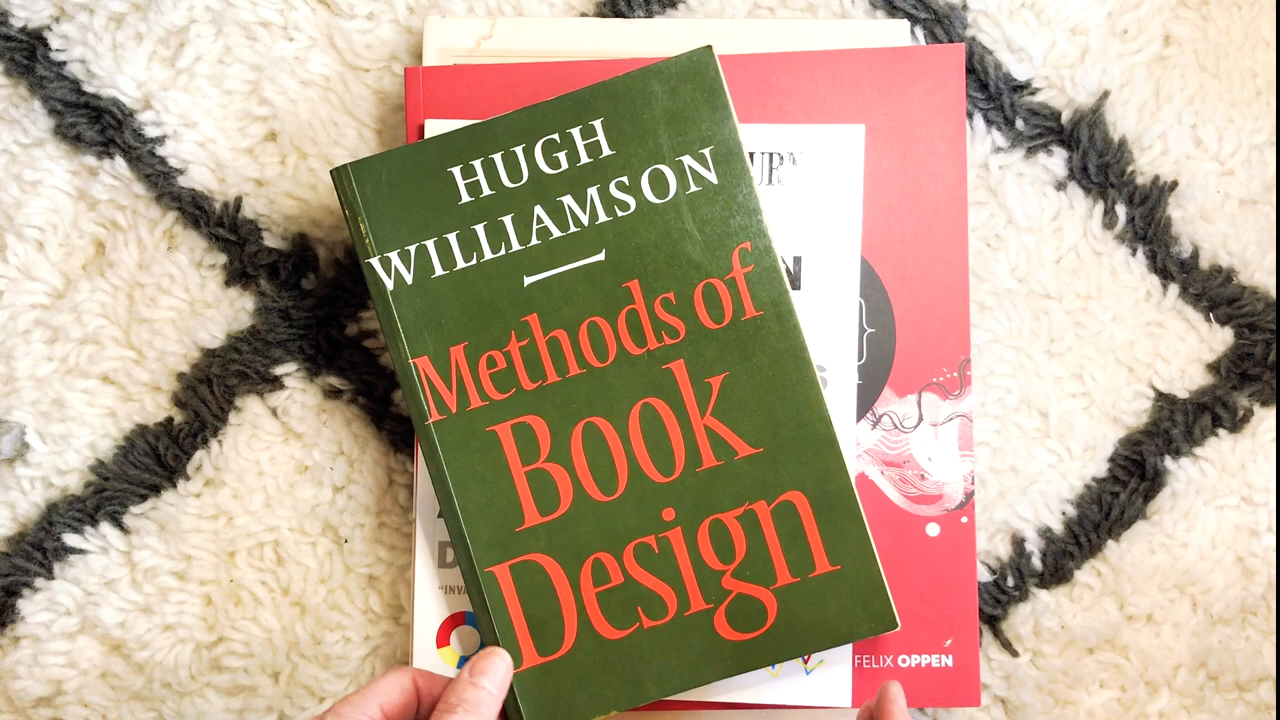 HUGH
WILLIAMSON
Methods of
Book
Design
FELIX OPPEN